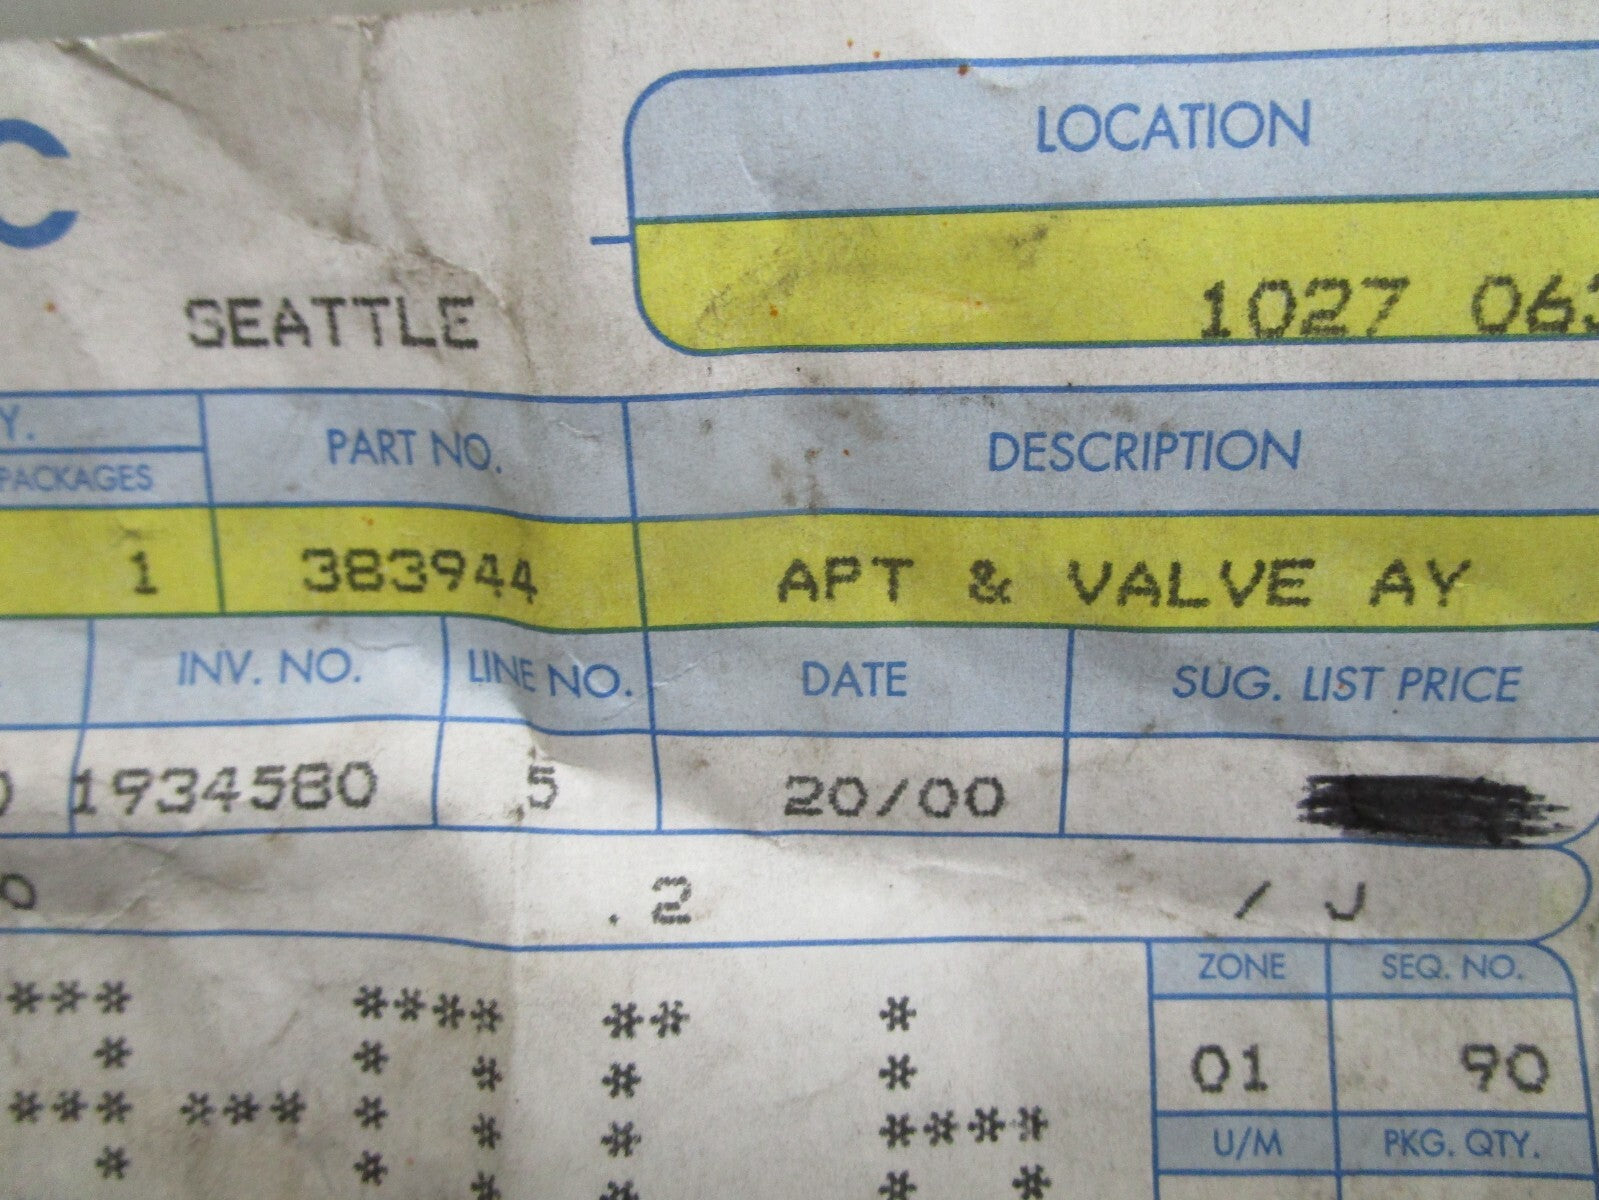 C
LOCATION
SEATTLE
1027 063
Y. PART NO. DESCRIPTION
PACKAGES
1 383944 APT & VALVE AY
INV. NO. LINE NO. DATE SUG. LIST PRICE
1934580 5 20/00
.2 / J
ZONE SEQ. NO.
*** **** ** *
01 90
* * * * *
*** *** * * * ****
U/M PKG. QTY.
* * * * * *